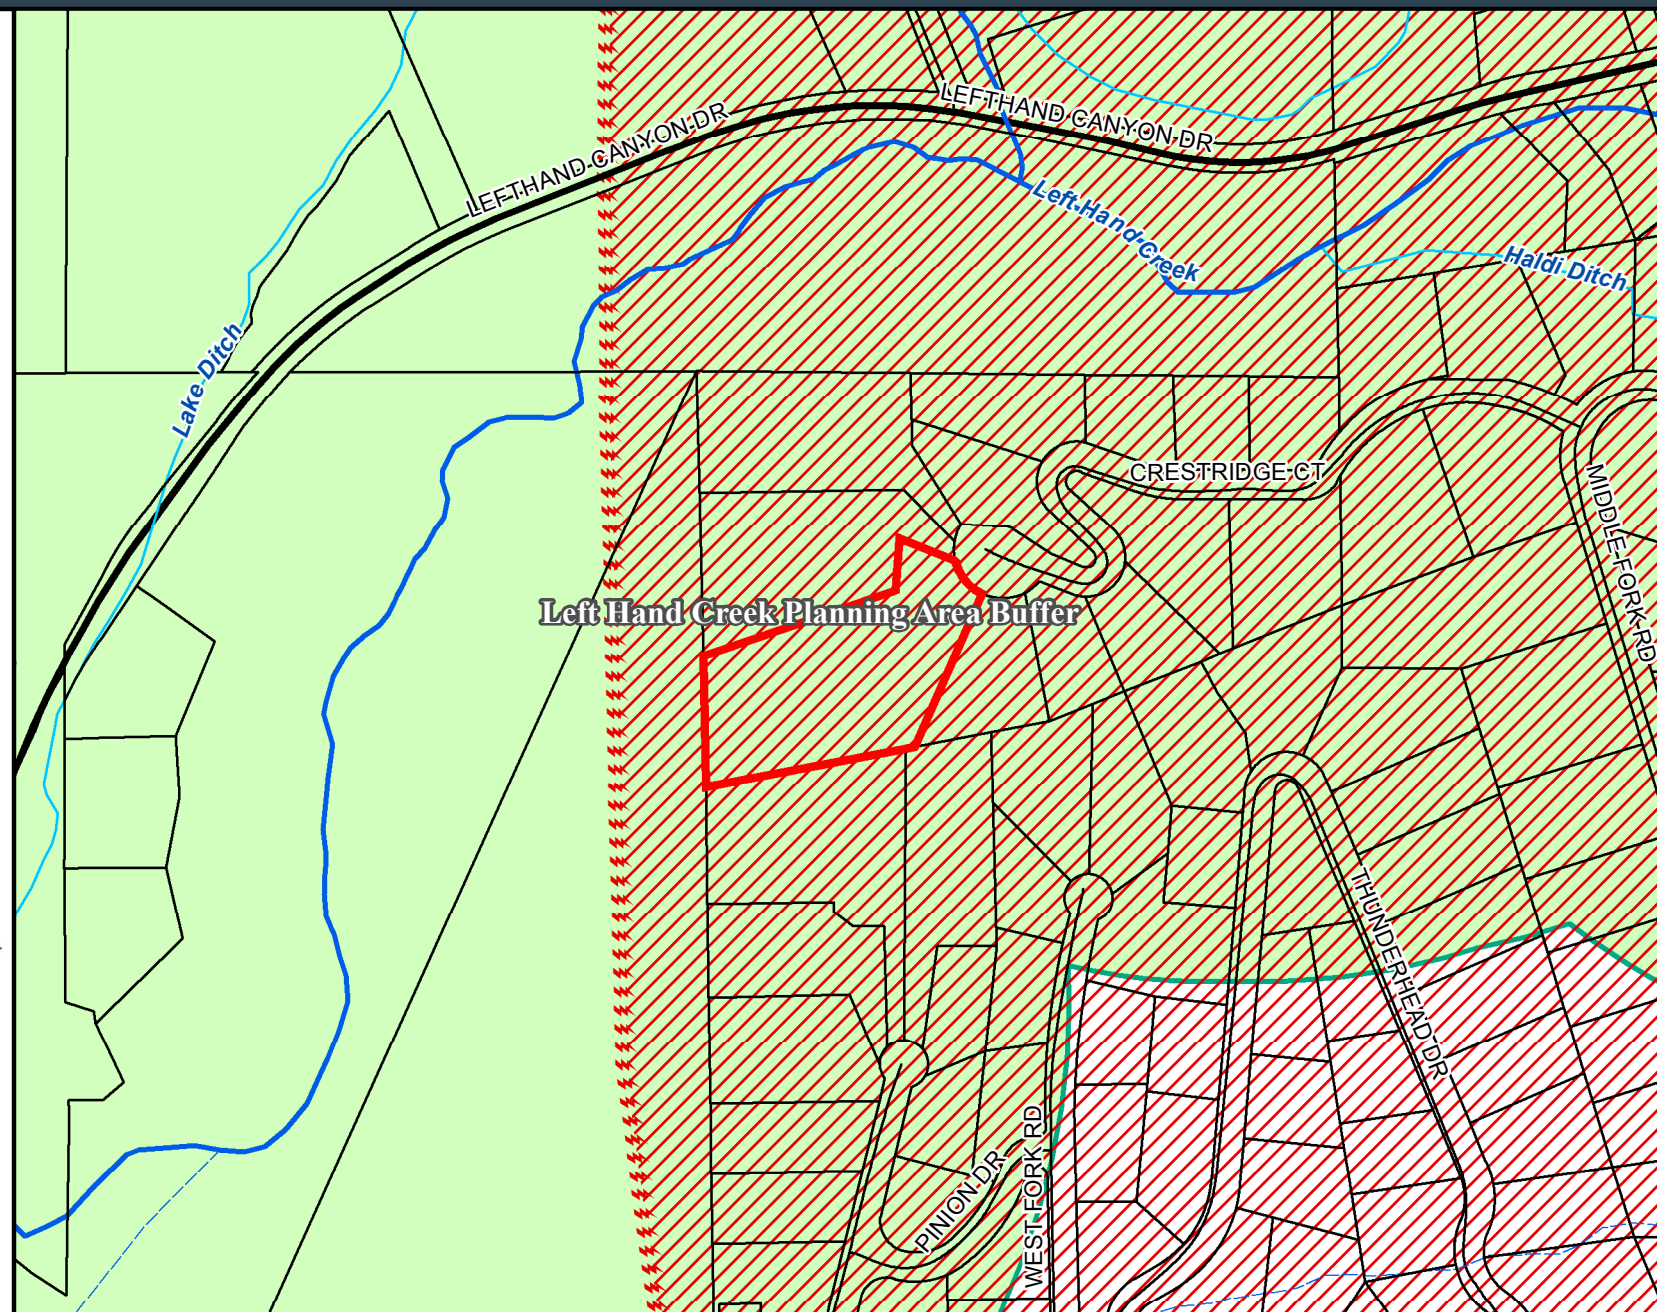 LEFTHAND CANYON DR
LEFTHAND CANYON DR
Left Hand Creek
Haldi Ditch
Lake Ditch
CRESTRIDGE CT
MIDDLE FORK RD
Left Hand Creek Planning Area Buffer
THUNDERHEAD DR
PINION DR
WEST FORK RD